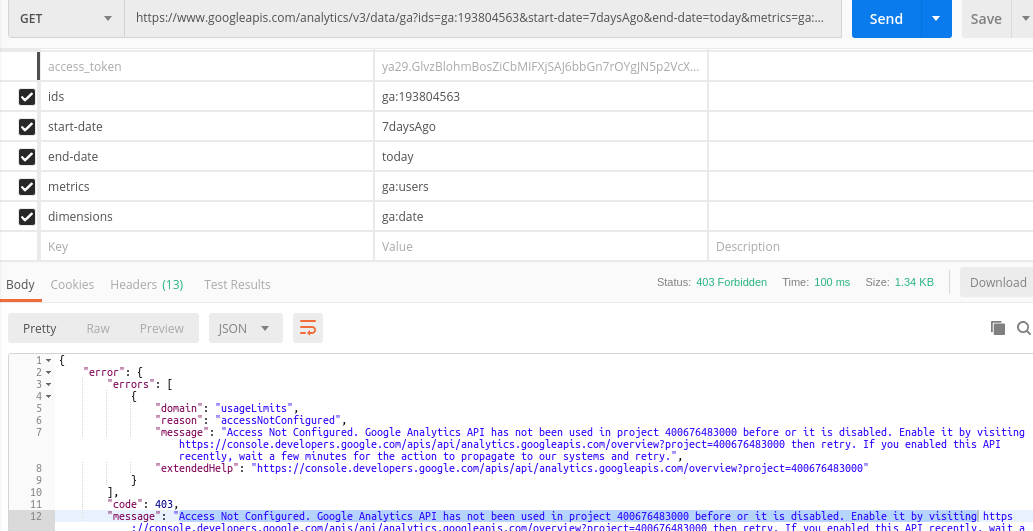 GET https://www.googleapis.com/analytics/v3/data/ga?ids=ga:193804563&start-date=7daysAgo&end-date=today&metrics=ga:... Send Save
access_token ya29.GlvzBlohmBosZiCbMIFXjSAJ6bbGn7rOYgJN5p2VcX...
ids ga:193804563
start-date 7daysAgo
end-date today
metrics ga:users
dimensions ga:date
Key Value Description
Body Cookies Headers (13) Test Results Status: 403 Forbidden Time: 100 ms Size: 1.34 KB Download
Pretty Raw Preview JSON
1 {
2 "error": {
3 "errors": [
4 {
5 "domain": "usageLimits",
6 "reason": "accessNotConfigured",
7 "message": "Access Not Configured. Google Analytics API has not been used in project 400676483000 before or it is disabled. Enable it by visiting
https://console.developers.google.com/apis/api/analytics.googleapis.com/overview?project=400676483000 then retry. If you enabled this API
recently, wait a few minutes for the action to propagate to our systems and retry.",
8 "extendedHelp": "https://console.developers.google.com/apis/api/analytics.googleapis.com/overview?project=400676483000"
9 }
10 ],
11 "code": 403,
12 "message": "Access Not Configured. Google Analytics API has not been used in project 400676483000 before or it is disabled. Enable it by visiting https
://console.developers.google.com/apis/api/analytics.googleapis.com/overview?project=400676483000 then retry. If you enabled this API recently, wait a